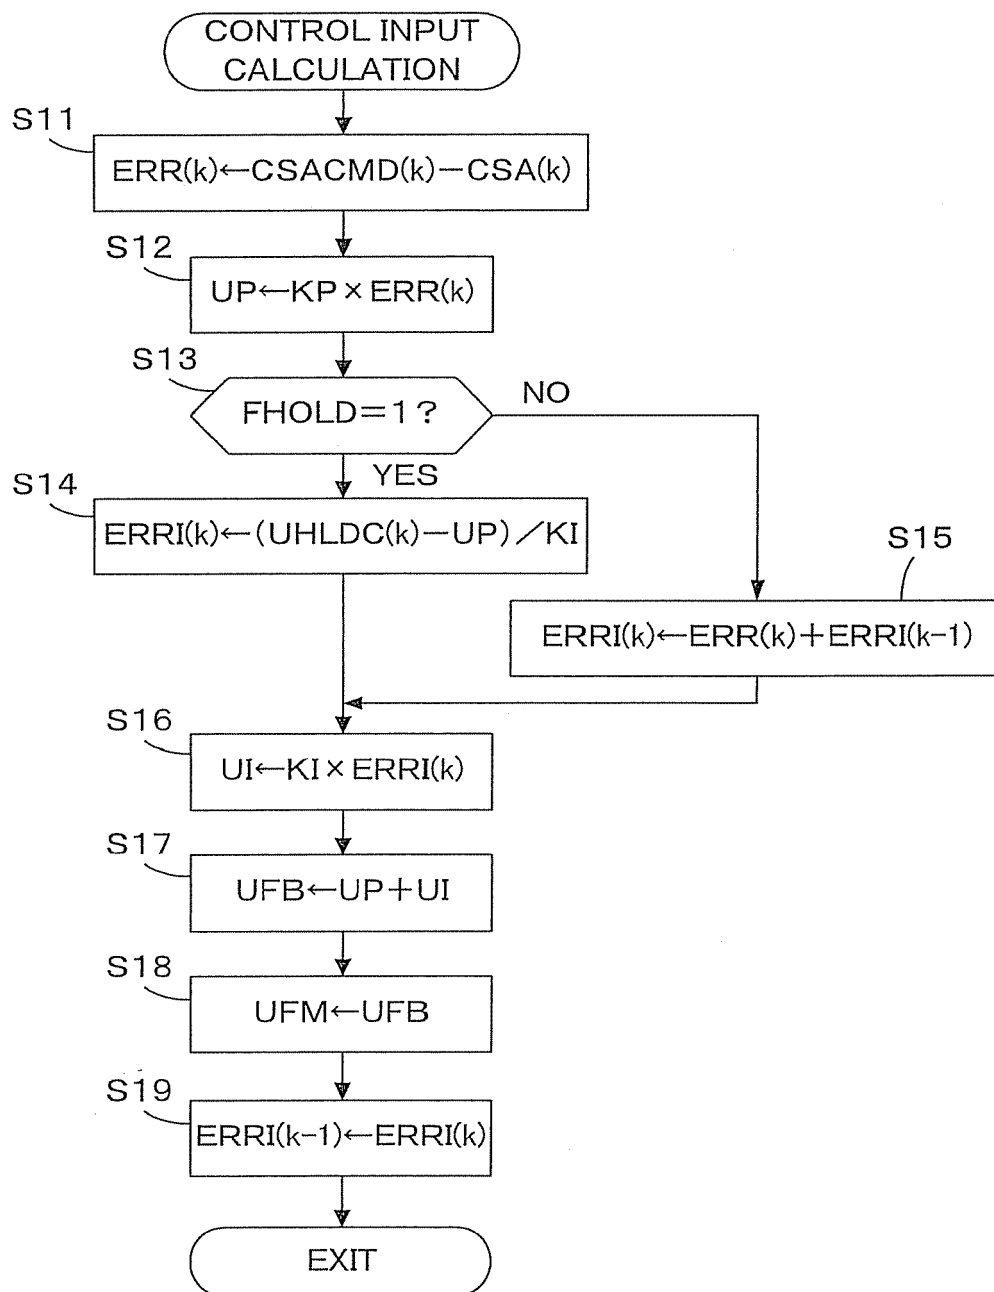 CONTROL INPUT
CALCULATION
S11
ERR(k)←CSACMD(k)−CSA(k)
S12
UP←KP×ERR(k)
S13
FHOLD=1?
NO
YES
S14
ERRI(k)←(UHLDC(k)−UP)/KI
S15
ERRI(k)←ERR(k)+ERRI(k-1)
S16
UI←KI×ERRI(k)
S17
UFB←UP+UI
S18
UFM←UFB
S19
ERRI(k-1)←ERRI(k)
EXIT